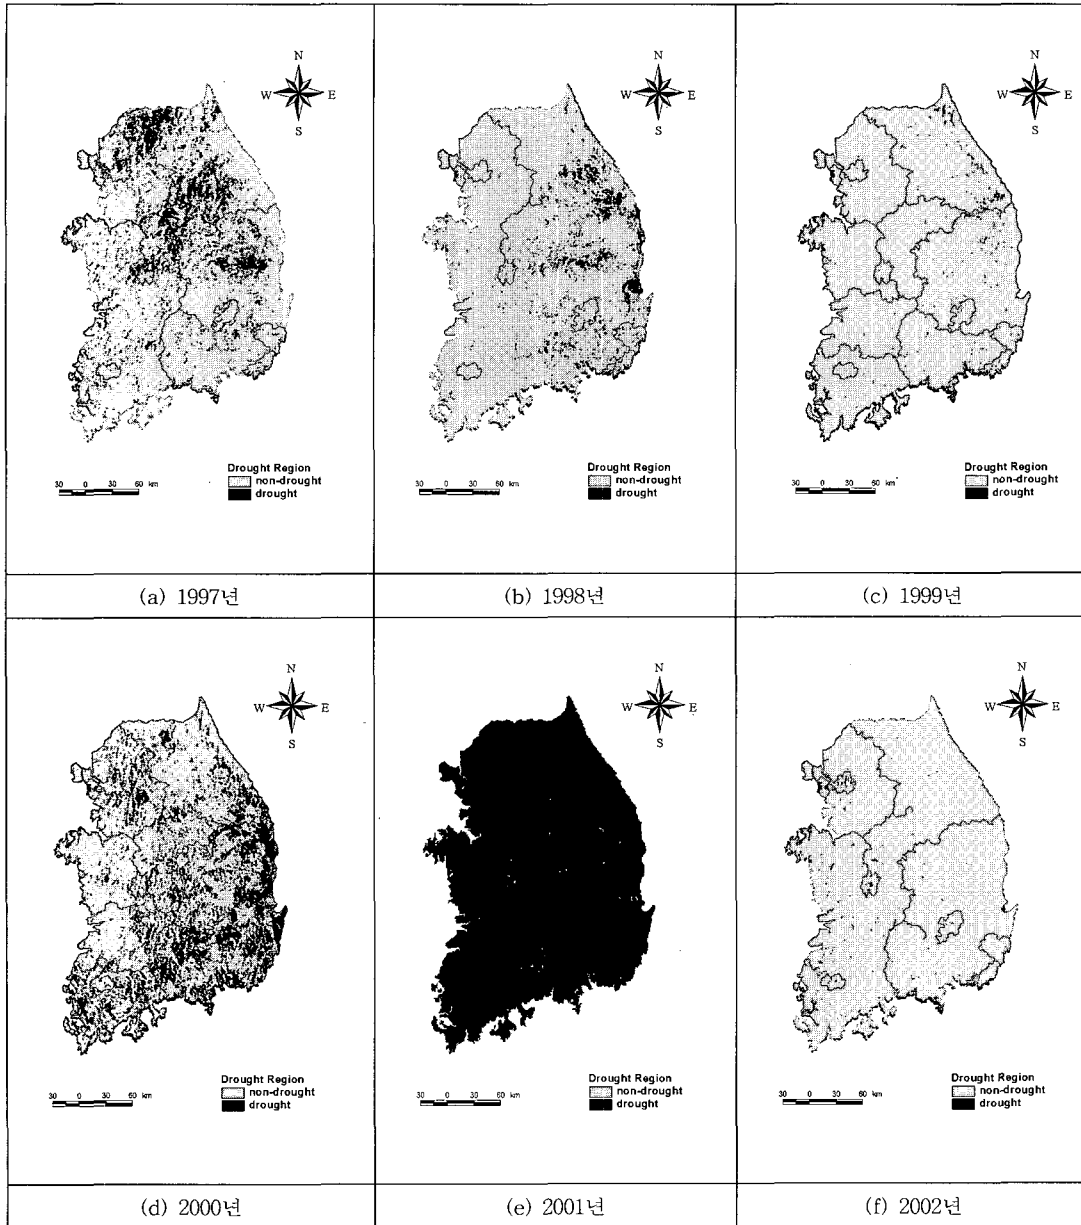 N
W E
S
Drought Region
non-drought
drought
30 0 30 60 km
(a) 1997년
N
W E
S
Drought Region
non-drought
drought
30 0 30 60 km
(b) 1998년
N
W E
S
Drought Region
non-drought
drought
30 0 30 60 km
(c) 1999년
N
W E
S
Drought Region
non-drought
drought
30 0 30 60 km
(d) 2000년
N
W E
S
Drought Region
non-drought
drought
30 0 30 60 km
(e) 2001년
N
W E
S
Drought Region
non-drought
drought
30 0 30 60 km
(f) 2002년